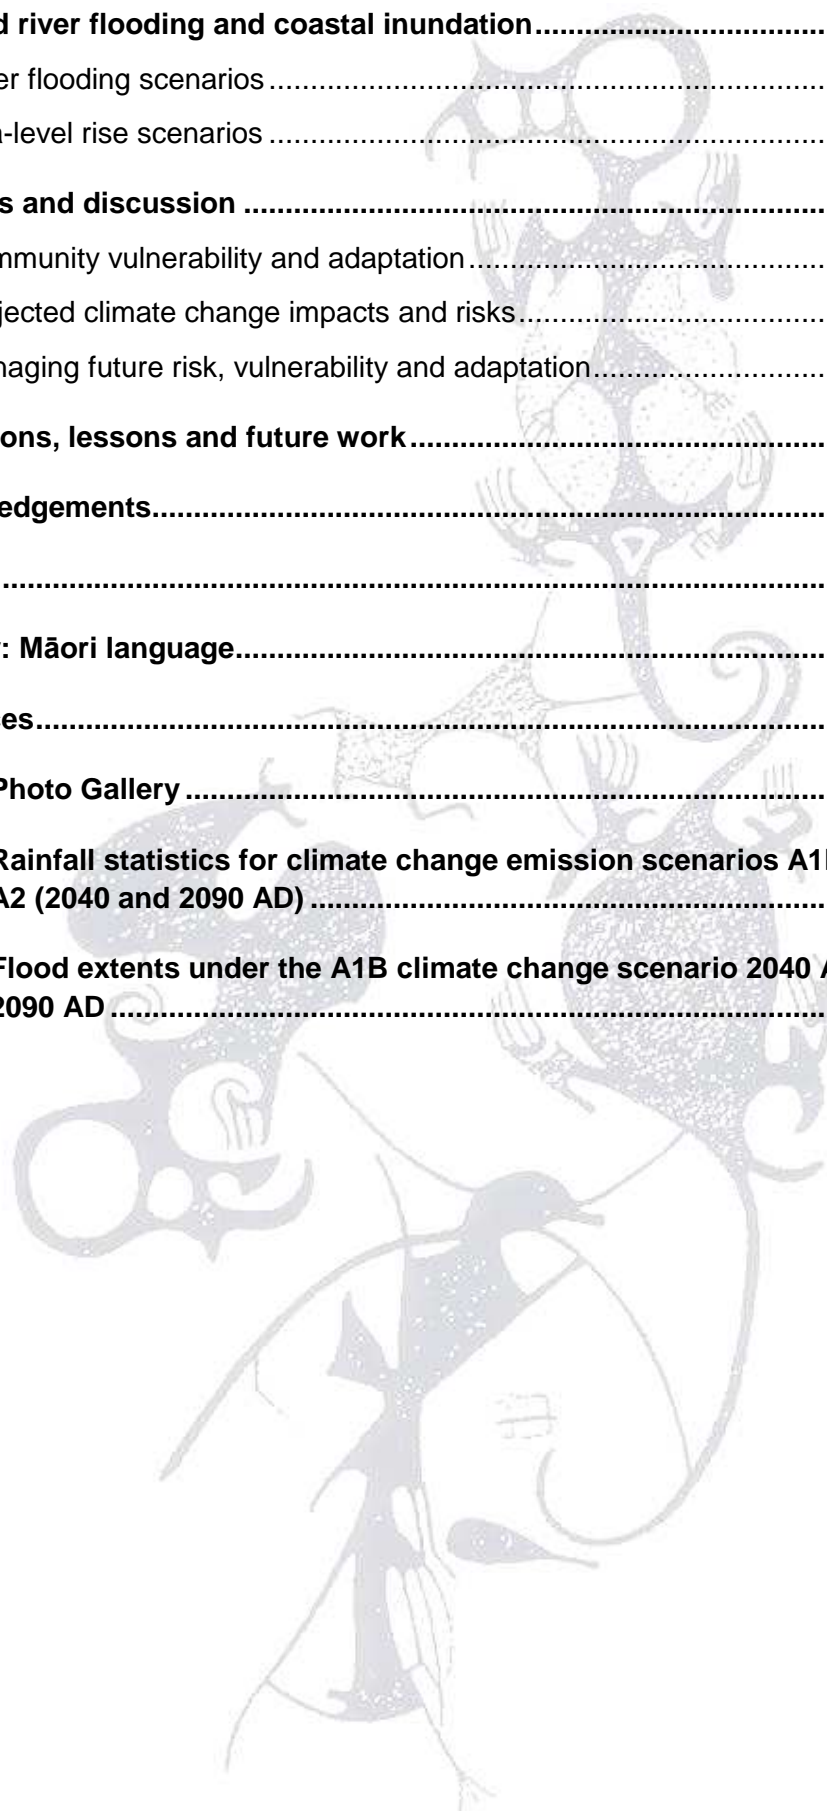 d river flooding and coastal inundation..................................
er flooding scenarios....................................................................
a-level rise scenarios....................................................................
s and discussion......................................................................
mmunity vulnerability and adaptation...........................................
jected climate change impacts and risks.....................................
naging future risk, vulnerability and adaptation............................
ons, lessons and future work..................................................
edgements.................................................................................
....................................................................................................
: Māori language.......................................................................
es................................................................................................
Photo Gallery.............................................................................
Rainfall statistics for climate change emission scenarios A1
A2 (2040 and 2090 AD)..............................................................
Flood extents under the A1B climate change scenario 2040
2090 AD......................................................................................